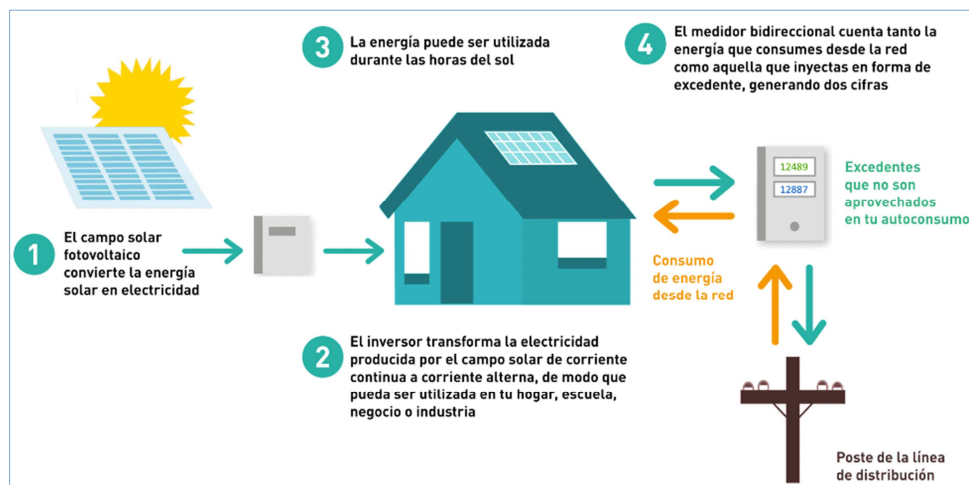 1
El campo solar
fotovoltaico
convierte la energía
solar en electricidad
2
El inversor transforma la electricidad
producida por el campo solar de corriente
continua a corriente alterna, de modo que
pueda ser utilizada en tu hogar, escuela,
negocio o industria
3
La energía puede ser utilizada
durante las horas del sol
4
El medidor bidireccional cuenta tanto la
energía que consumes desde la red
como aquella que inyectas en forma de
excedente, generando dos cifras
12489
12887
Excedentes
que no son
aprovechados
en tu autoconsumo
Consumo
de energía
desde la red
Poste de la línea
de distribución